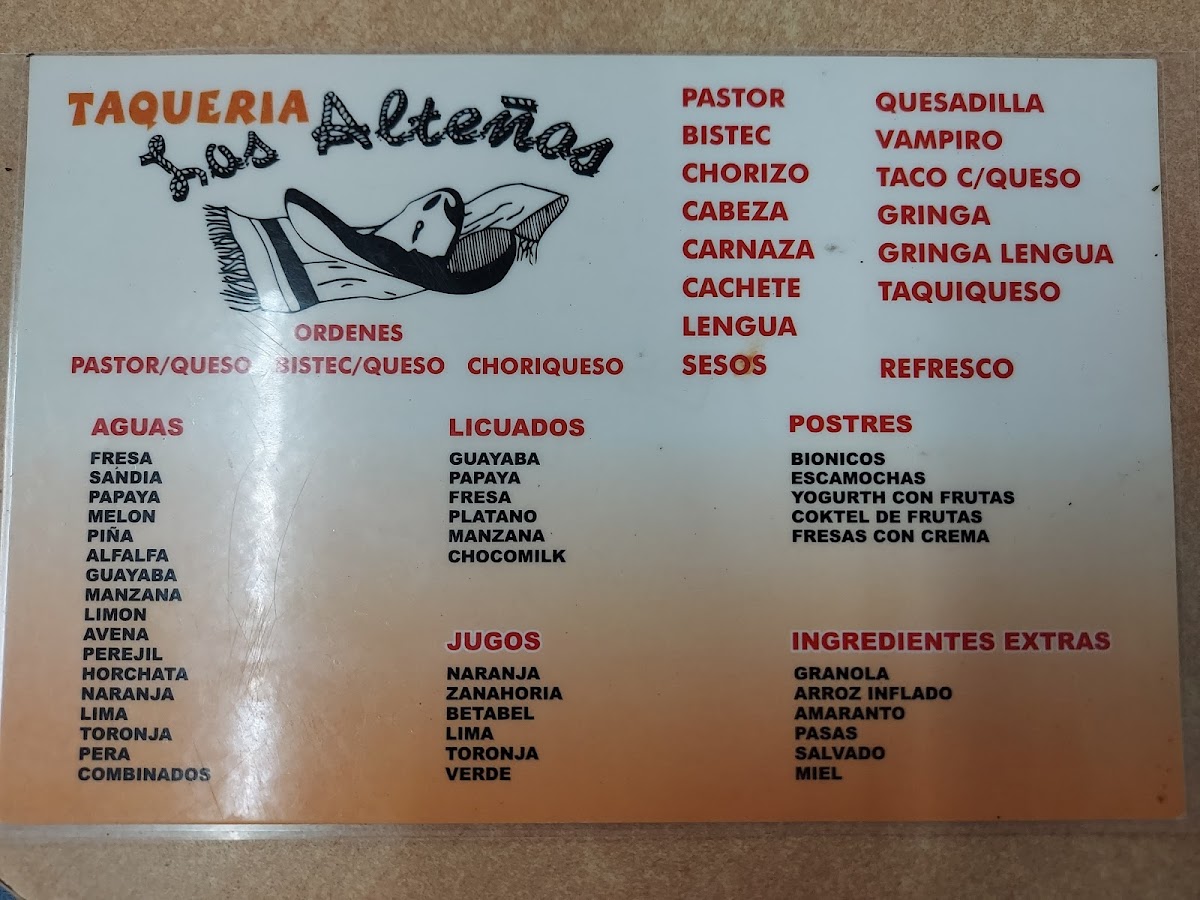 TAQUERIA
Los Alteños
ORDENES
PASTOR/QUESO BISTEC/QUESO CHORIQUESO
PASTOR
BISTEC
CHORIZO
CABEZA
CARNAZA
CACHETE
LENGUA
SESOS
QUESADILLA
VAMPIRO
TACO C/QUESO
GRINGA
GRINGA LENGUA
TAQUIQUESO
REFRESCO
AGUAS
FRESA
SANDIA
PAPAYA
MELON
PIÑA
ALFALFA
GUAYABA
MANZANA
LIMON
AVENA
PEREJIL
HORCHATA
NARANJA
LIMA
TORONJA
PERA
COMBINADOS
LICUADOS
GUAYABA
PAPAYA
FRESA
PLATANO
MANZANA
CHOCOMILK
JUGOS
NARANJA
ZANAHORIA
BETABEL
LIMA
TORONJA
VERDE
POSTRES
BIONICOS
ESCAMOCHAS
YOGURTH CON FRUTAS
COKTEL DE FRUTAS
FRESAS CON CREMA
INGREDIENTES EXTRAS
GRANOLA
ARROZ INFLADO
AMARANTO
PASAS
SALVADO
MIEL